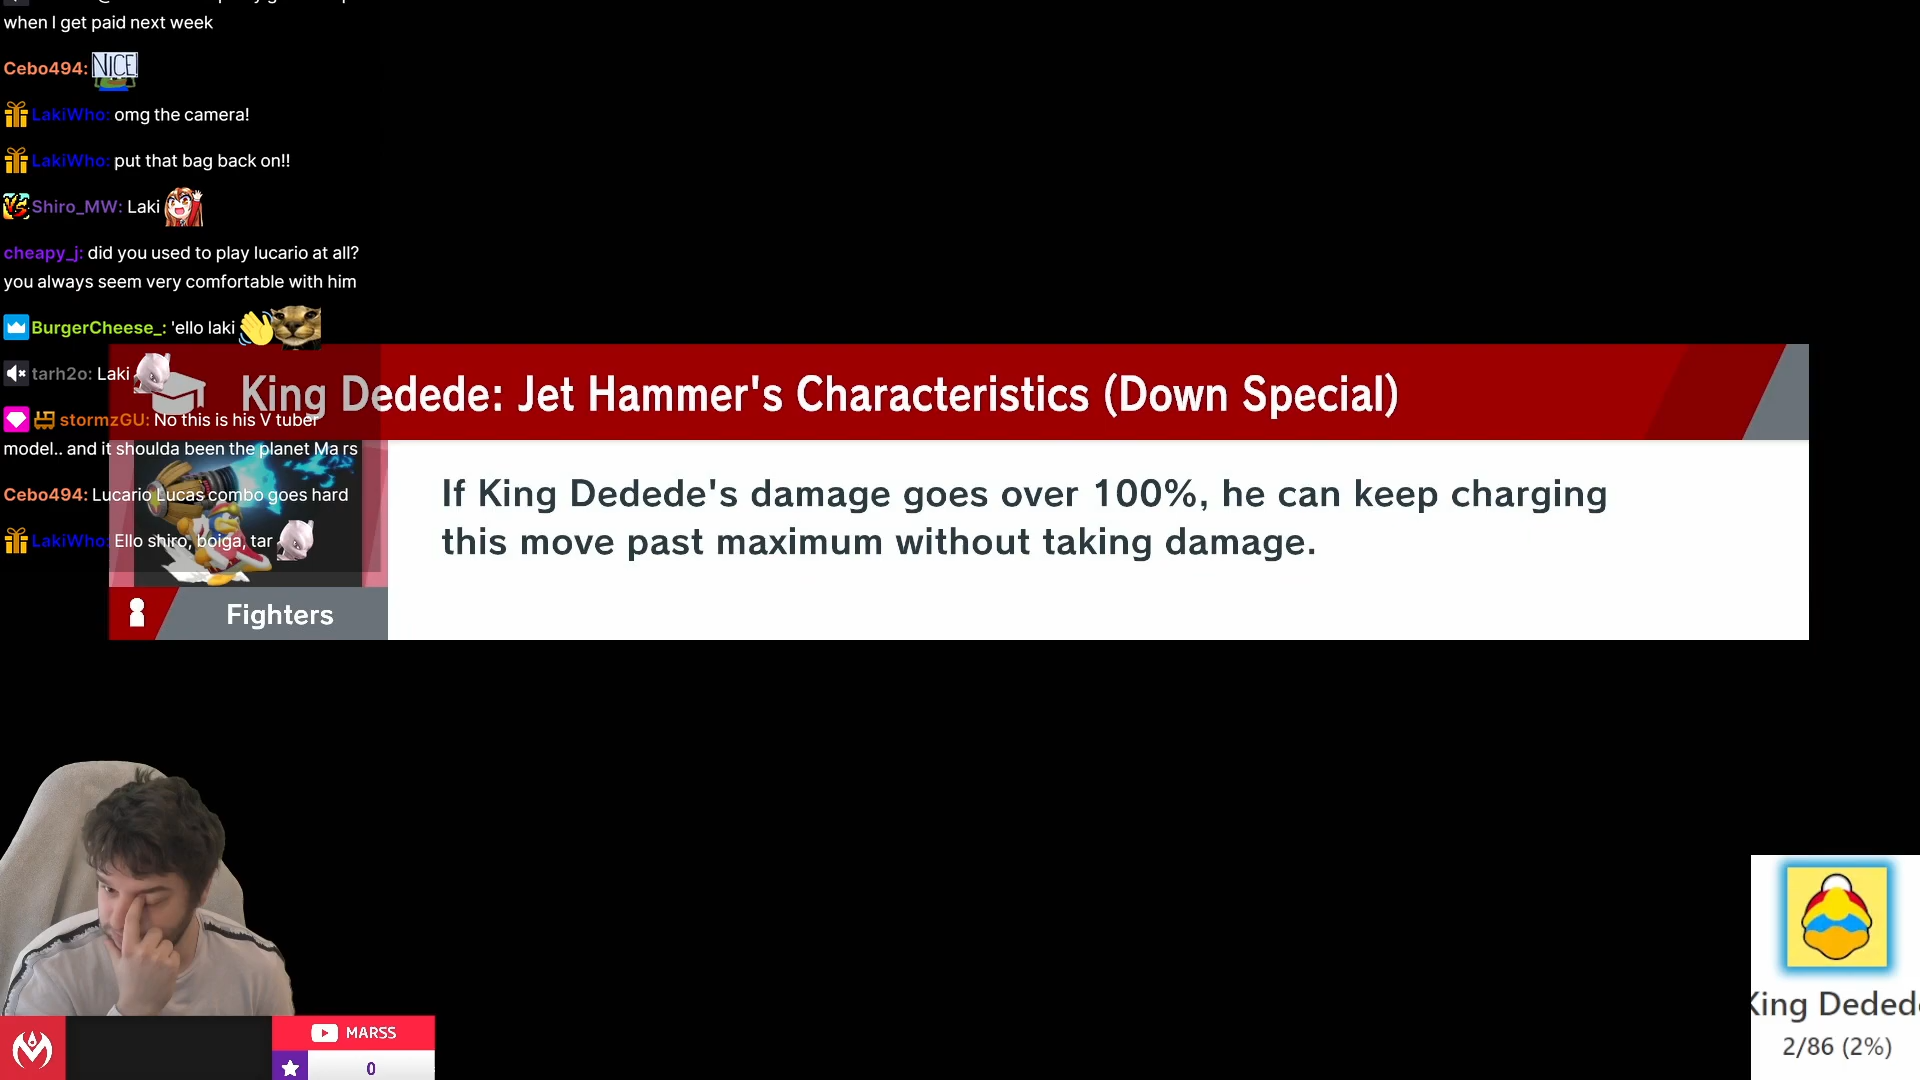 when I get paid next week
Cebo494: NICE
LakiWho: omg the camera!
LakiWho: put that bag back on!!
Shiro_MW: Laki
cheapy_j: did you used to play lucario at all?
you always seem very comfortable with him
BurgerCheese_: 'ello laki
tarh2o: Laki
stormzGU: No this is his V tuber
model.. and it shoulda been the planet Ma rs
Cebo494: Lucario Lucas combo goes hard
LakiWho: Ello shiro, boiga, tar
King Dedede: Jet Hammer's Characteristics (Down Special)
If King Dedede's damage goes over 100%, he can keep charging
this move past maximum without taking damage.
Fighters
MARSS
0
King Dedede
2/86 (2%)